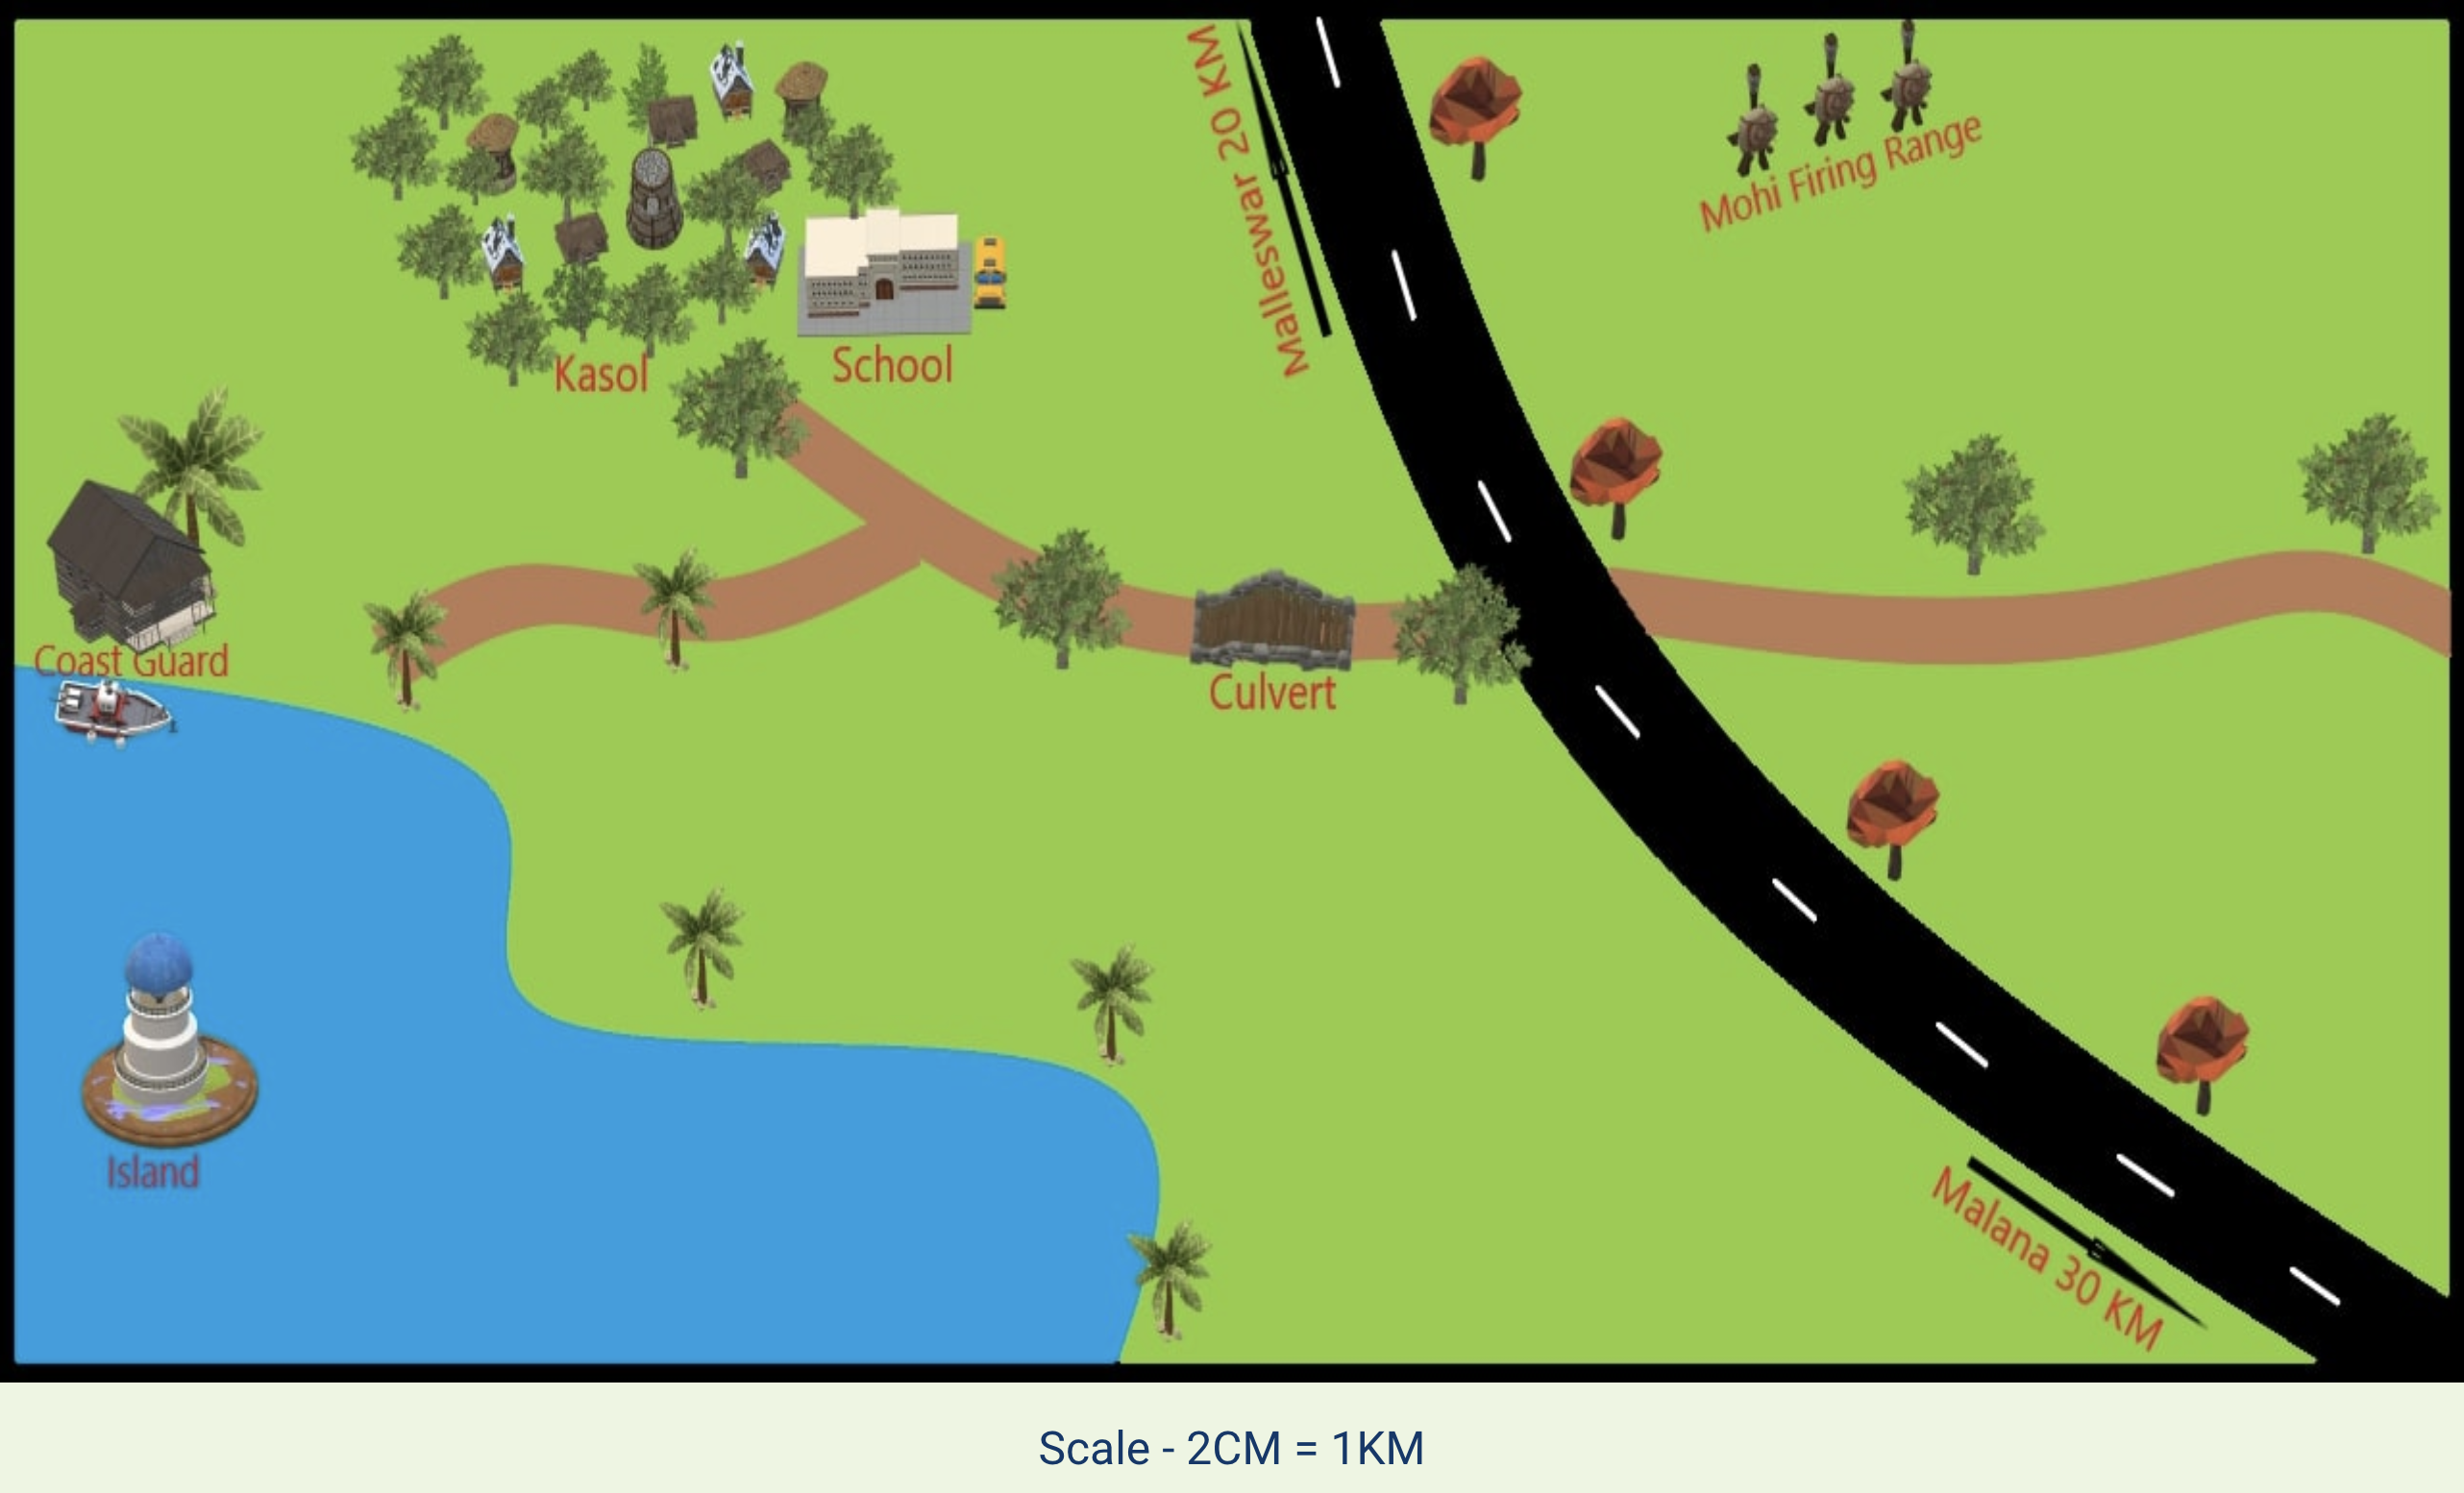 Malleswar 20 KM
Mohi Firing Range
Kasol
School
Coast Guard
Culvert
Island
Malana 30 KM
Scale - 2CM = 1KM